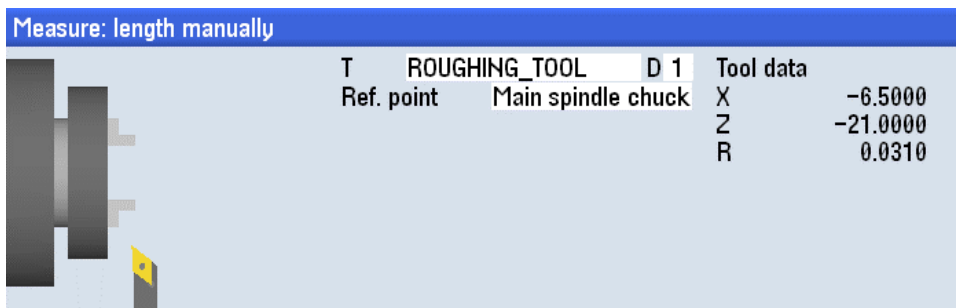 Measure: length manually
T ROUGHING_TOOL D 1 Tool data
Ref. point Main spindle chuck X -6.5000
Z -21.0000
R 0.0310